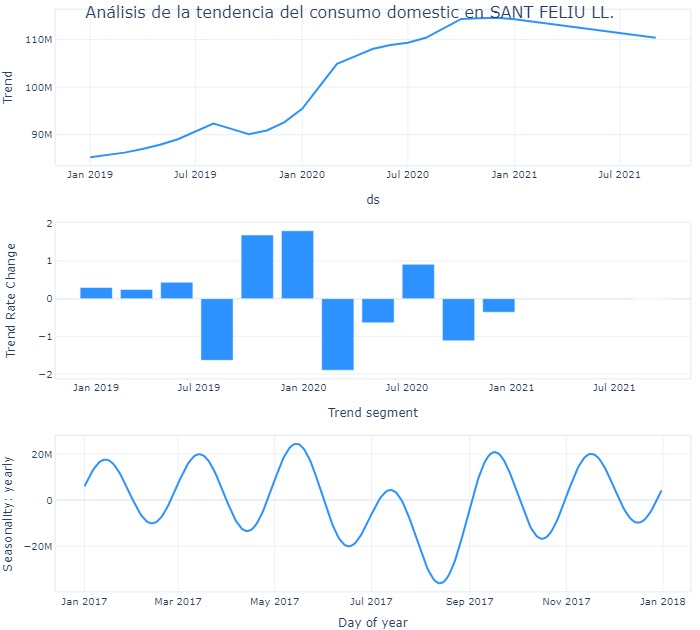 Análisis de la tendencia del consumo domestic en SANT FELIU LL.
Trend
110M
100M
90M
Jan 2019 Jul 2019 Jan 2020 Jul 2020 Jan 2021 Jul 2021
ds
Trend Rate Change
2
1
0
−1
−2
Jan 2019 Jul 2019 Jan 2020 Jul 2020 Jan 2021 Jul 2021
Trend segment
Seasonality: yearly
20M
0
−20M
Jan 2017 Mar 2017 May 2017 Jul 2017 Sep 2017 Nov 2017 Jan 2018
Day of year